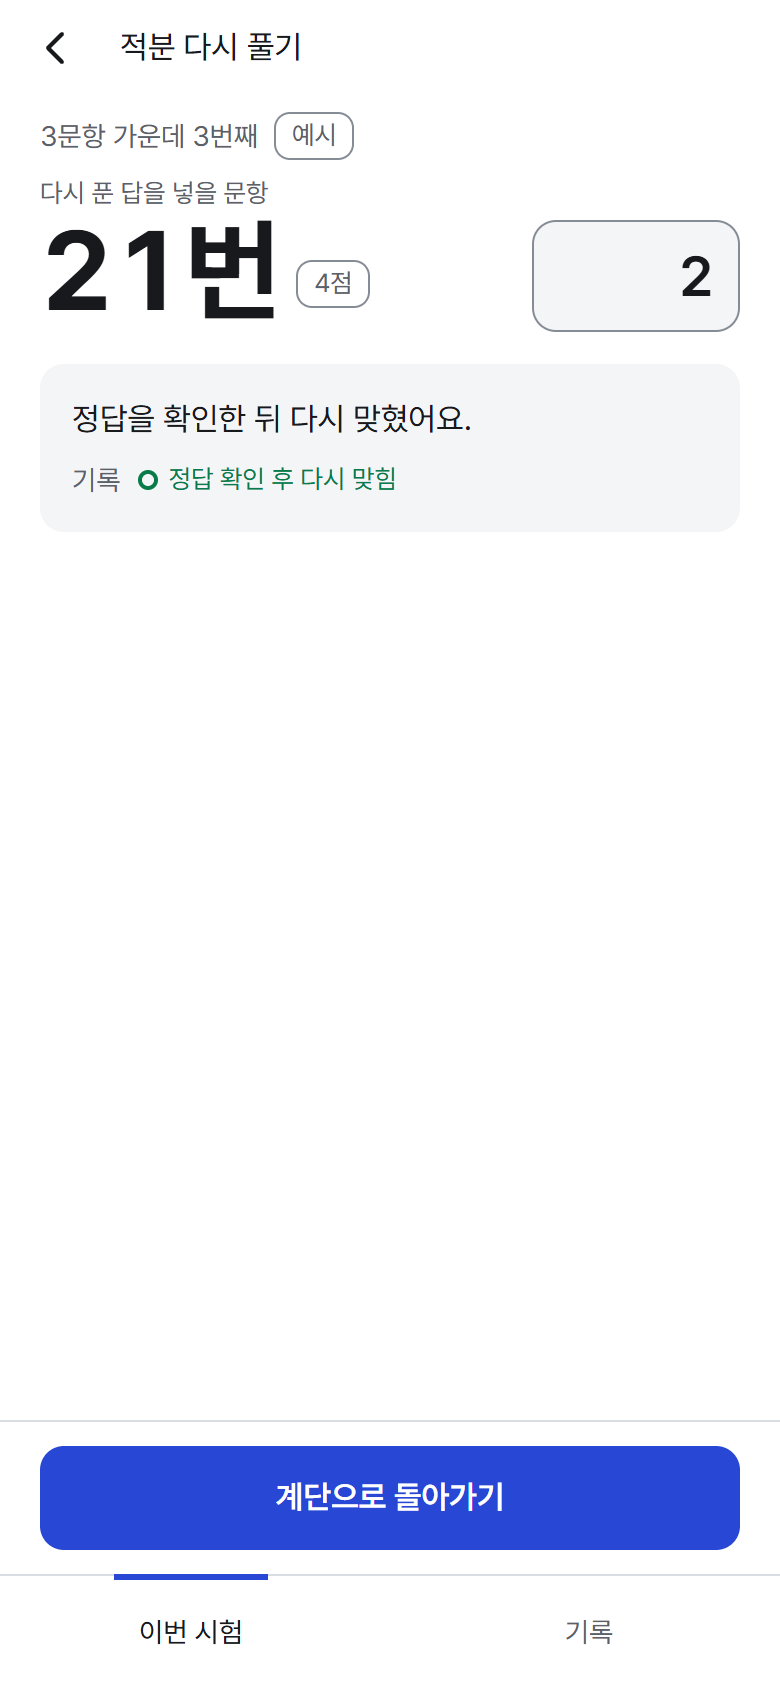 적분 다시 풀기
3문항 가운데 3번째 예시
다시 푼 답을 넣을 문항
21번 4점 2
정답을 확인한 뒤 다시 맞혔어요.
기록 정답 확인 후 다시 맞힘
계단으로 돌아가기
이번 시험 기록